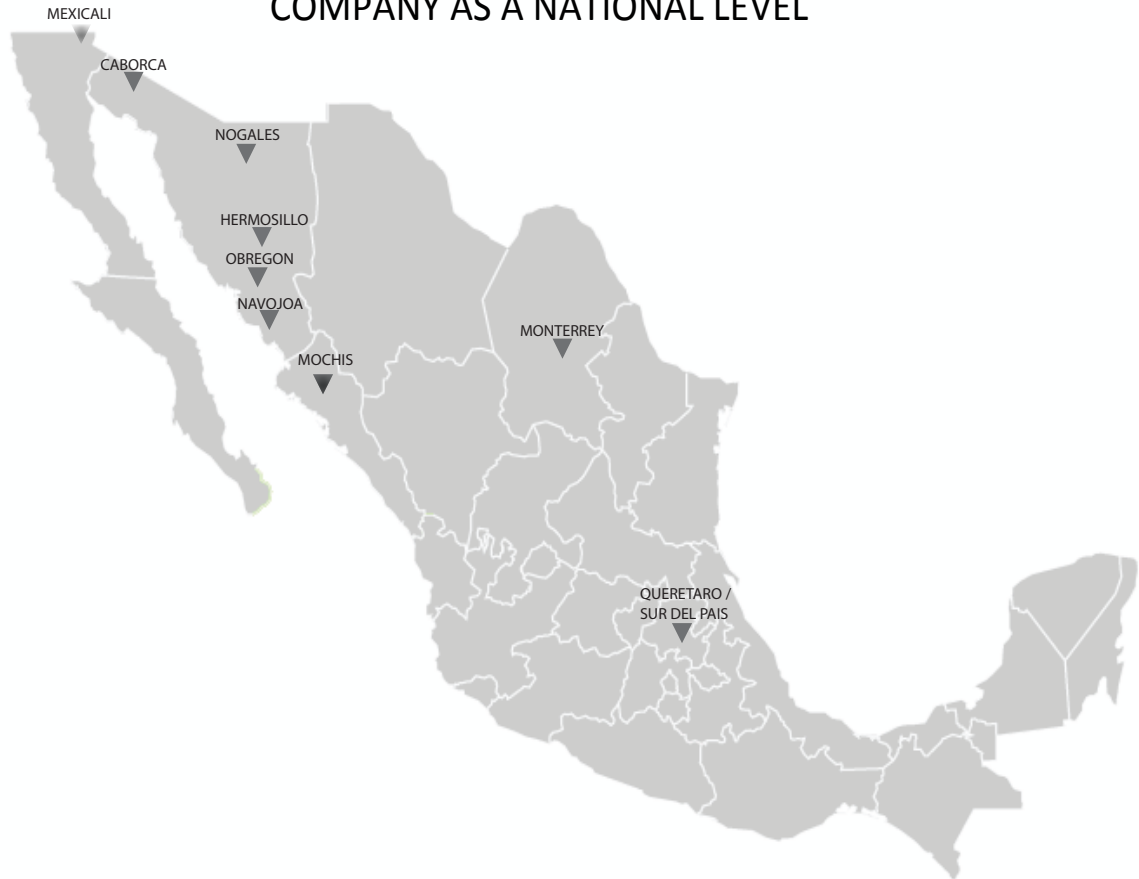 COMPANY AS A NATIONAL LEVEL
MEXICALI
CABORCA
NOGALES
HERMOSILLO
OBREGON
NAVOJOA
MONTERREY
MOCHIS
QUERETARO /
SUR DEL PAIS